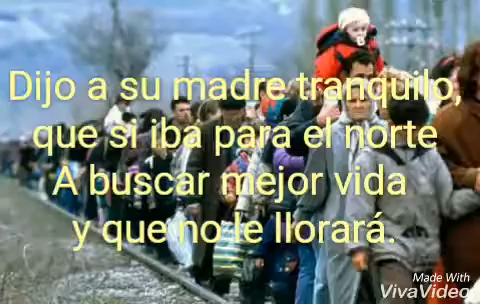 Dijo a su madre tranquilo,
que si iba para el norte
A buscar mejor vida
y que no le llorará.
Made With
VivaVideo